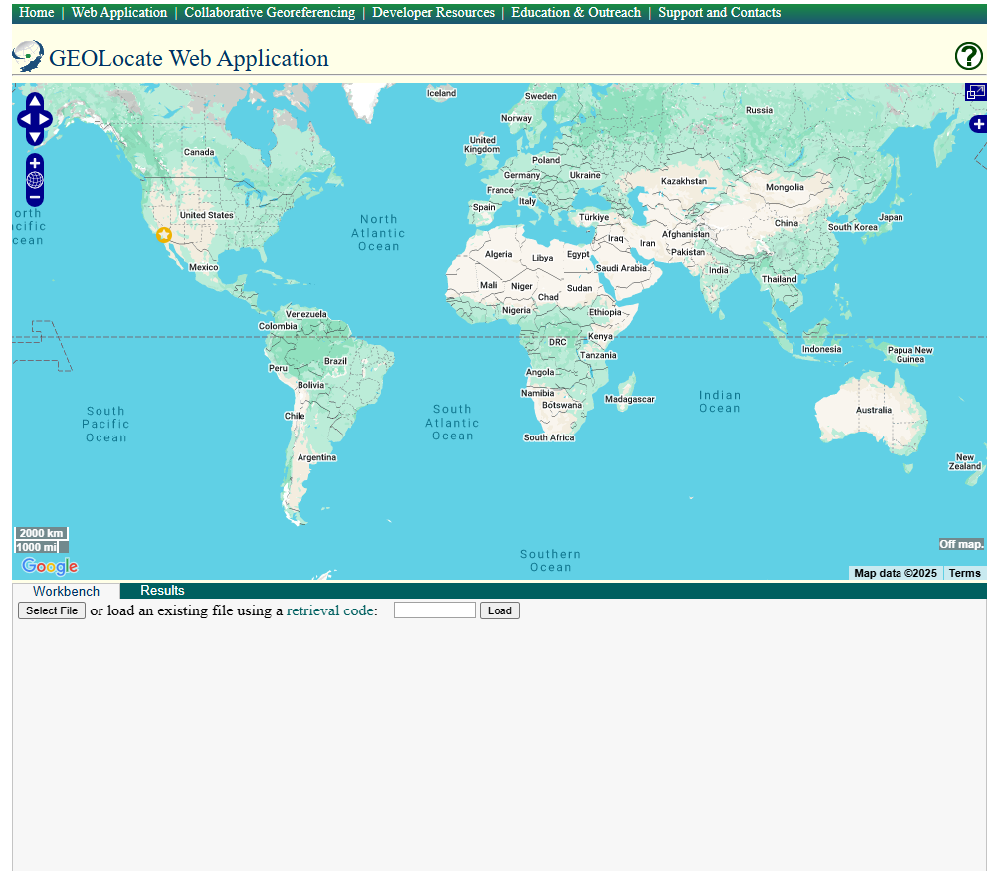 Home | Web Application | Collaborative Georeferencing | Developer Resources | Education & Outreach | Support and Contacts
GEOLocate Web Application
?
Iceland
Sweden
Russia
Norway
United
Kingdom
Canada
Poland
Germany
Ukraine
Kazakhstan
Mongolia
France
Italy
Spain
United States
North
Atlantic
Ocean
orth
acific
cean
Türkiye
China
Japan
South Korea
Afghanistan
Iraq
Iran
Pakistan
Algeria
Libya
Egypt
Saudi Arabia
India
Thailand
Mexico
Mali
Niger
Chad
Sudan
Nigeria
Ethiopia
Venezuela
Colombia
DRC
Kenya
Tanzania
Indonesia
Papua New
Guinea
Peru
Brazil
Bolivia
Angola
Namibia
Botswana
Madagascar
Indian
Ocean
South
Pacific
Ocean
Chile
South
Atlantic
Ocean
Australia
South Africa
Argentina
New
Zealand
2000 km
1000 mi
Off map.
Southern
Ocean
Google
Map data ©2025
Terms
Workbench
Results
Select File or load an existing file using a retrieval code: Load